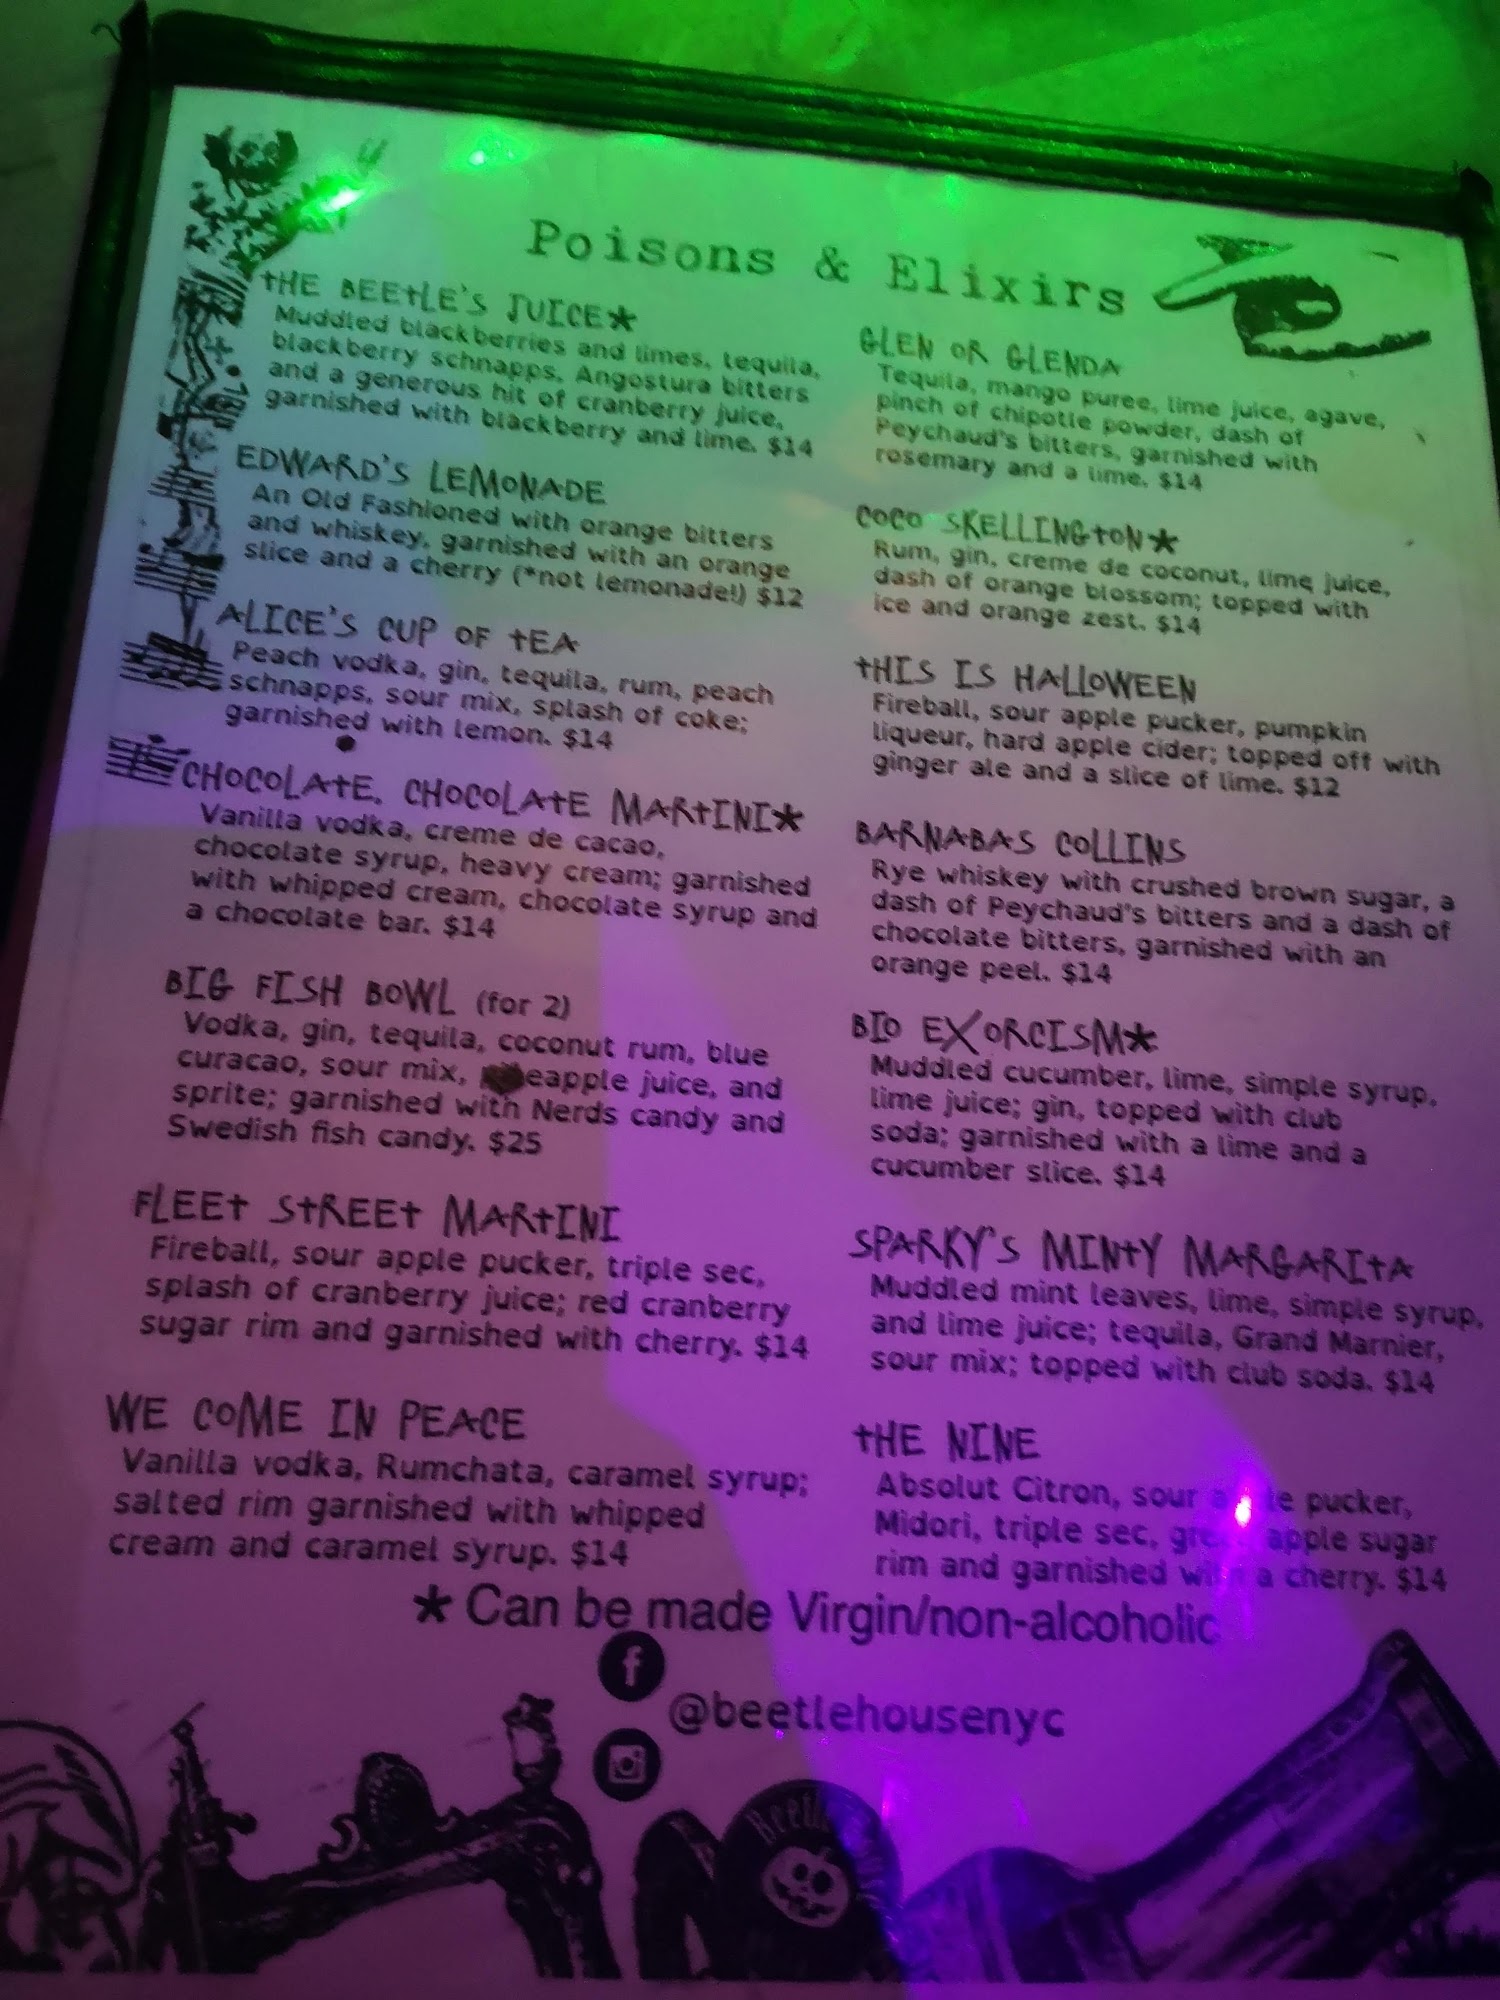 Poisons & Elixirs
THE BEETLE'S JUICE*
Muddled blackberries and limes, tequila,
blackberry schnapps, Angostura bitters
and a generous hit of cranberry juice,
garnished with blackberry and lime. $14
EDWARD'S LEMONADE
An Old Fashioned with orange bitters
and whiskey, garnished with an orange
slice and a cherry (*not lemonade!) $12
ALICE'S CUP OF TEA
Peach vodka, gin, tequila, rum, peach
schnapps, sour mix, splash of coke;
garnished with lemon. $14
CHOCOLATE, CHOCOLATE MARTINI*
Vanilla vodka, creme de cacao,
chocolate syrup, heavy cream; garnished
with whipped cream, chocolate syrup and
a chocolate bar. $14
BIG FISH BOWL (for 2)
Vodka, gin, tequila, coconut rum, blue
curacao, sour mix, eapple juice, and
sprite; garnished with Nerds candy and
Swedish fish candy. $25
FLEET STREET MARTINI
Fireball, sour apple pucker, triple sec,
splash of cranberry juice; red cranberry
sugar rim and garnished with cherry. $14
WE COME IN PEACE
Vanilla vodka, Rumchata, caramel syrup;
salted rim garnished with whipped
cream and caramel syrup. $14
GLEN OR GLENDA
Tequila, mango puree, lime juice, agave,
pinch of chipotle powder, dash of
Peychaud's bitters, garnished with
rosemary and a lime. $14
COCO SKELLINGTON*
Rum, gin, creme de coconut, lime juice,
dash of orange blossom; topped with
ice and orange zest. $14
THIS IS HALLOWEEN
Fireball, sour apple pucker, pumpkin
liqueur, hard apple cider; topped off with
ginger ale and a slice of lime. $12
BARNABAS COLLINS
Rye whiskey with crushed brown sugar, a
dash of Peychaud's bitters and a dash of
chocolate bitters, garnished with an
orange peel. $14
BIO EXORCISM*
Muddled cucumber, lime, simple syrup,
lime juice; gin, topped with club
soda; garnished with a lime and a
cucumber slice. $14
SPARKY'S MINTY MARGARITA
Muddled mint leaves, lime, simple syrup,
and lime juice; tequila, Grand Marnier,
sour mix; topped with club soda. $14
THE NINE
Absolut Citron, sour apple pucker,
Midori, triple sec, green apple sugar
rim and garnished with a cherry. $14
* Can be made Virgin/non-alcoholic
@beetlehousenyc